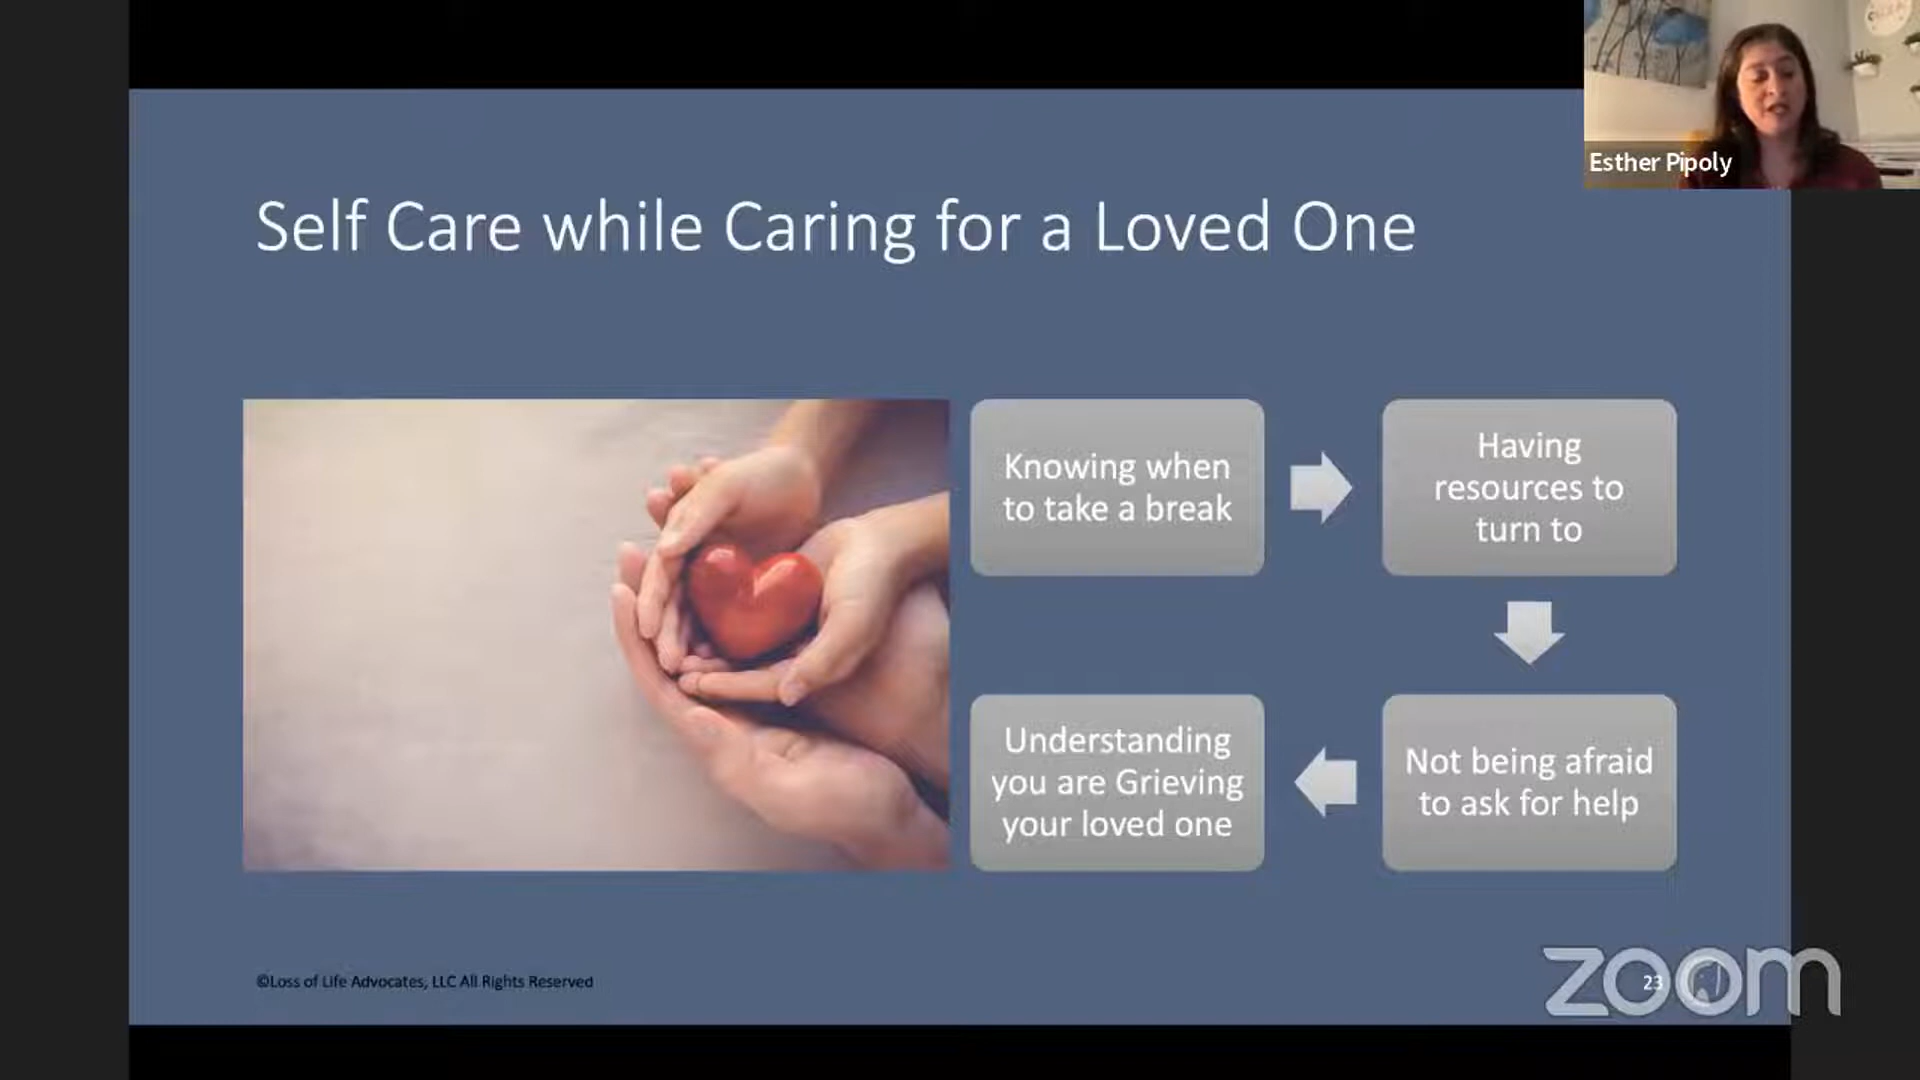 Esther Pipoly
Self Care while Caring for a Loved One
Knowing when
to take a break
Having
resources to
turn to
Not being afraid
to ask for help
Understanding
you are Grieving
your loved one
©Loss of Life Advocates, LLC All Rights Reserved
23
zoom